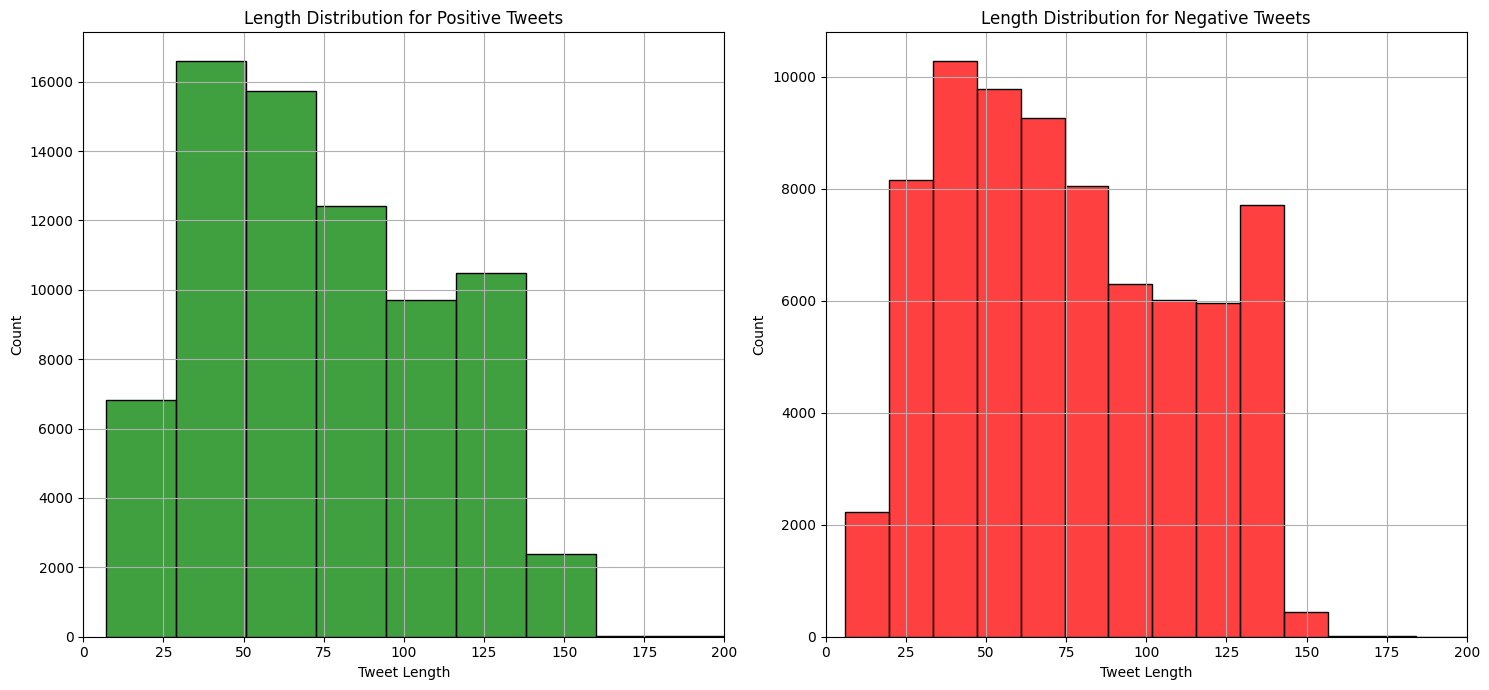 Length Distribution for Positive Tweets
16000
14000
12000
10000
8000
6000
4000
2000
0
Count
0 25 50 75 100 125 150 175 200
Tweet Length
Length Distribution for Negative Tweets
10000
8000
6000
4000
2000
0
Count
0 25 50 75 100 125 150 175 200
Tweet Length